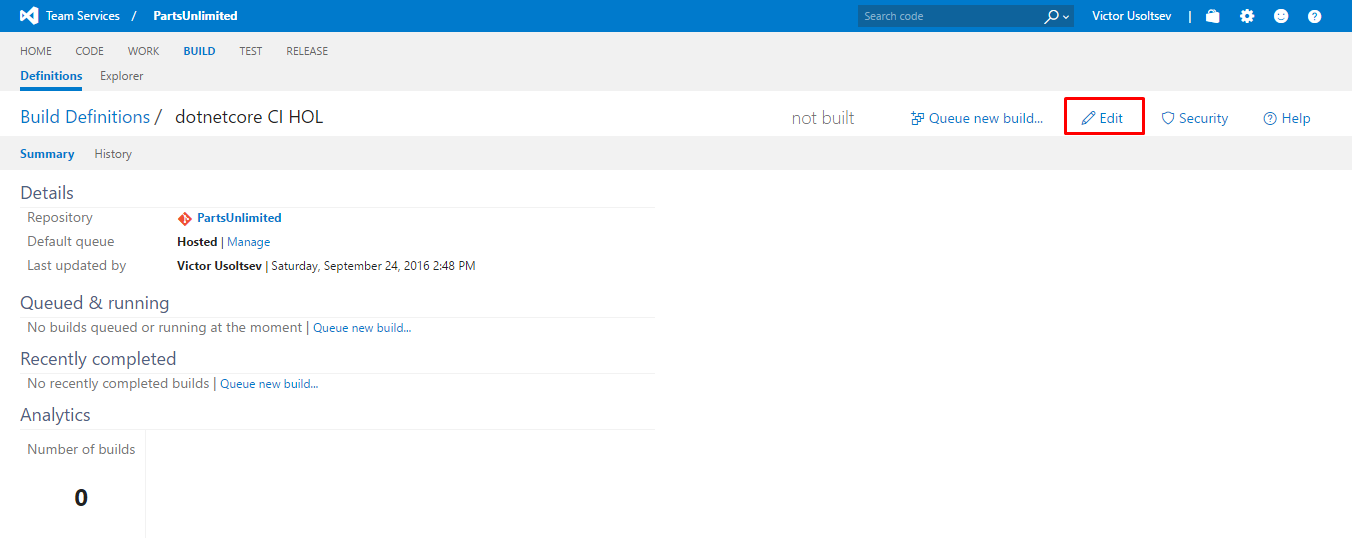 Team Services / PartsUnlimited Search code Victor Usoltsev |
HOME CODE WORK BUILD TEST RELEASE
Definitions Explorer
Build Definitions / dotnetcore CI HOL not built Queue new build... Edit Security Help
Summary History
Details
Repository PartsUnlimited
Default queue Hosted | Manage
Last updated by Victor Usoltsev | Saturday, September 24, 2016 2:48 PM
Queued & running
No builds queued or running at the moment | Queue new build...
Recently completed
No recently completed builds | Queue new build...
Analytics
Number of builds
0